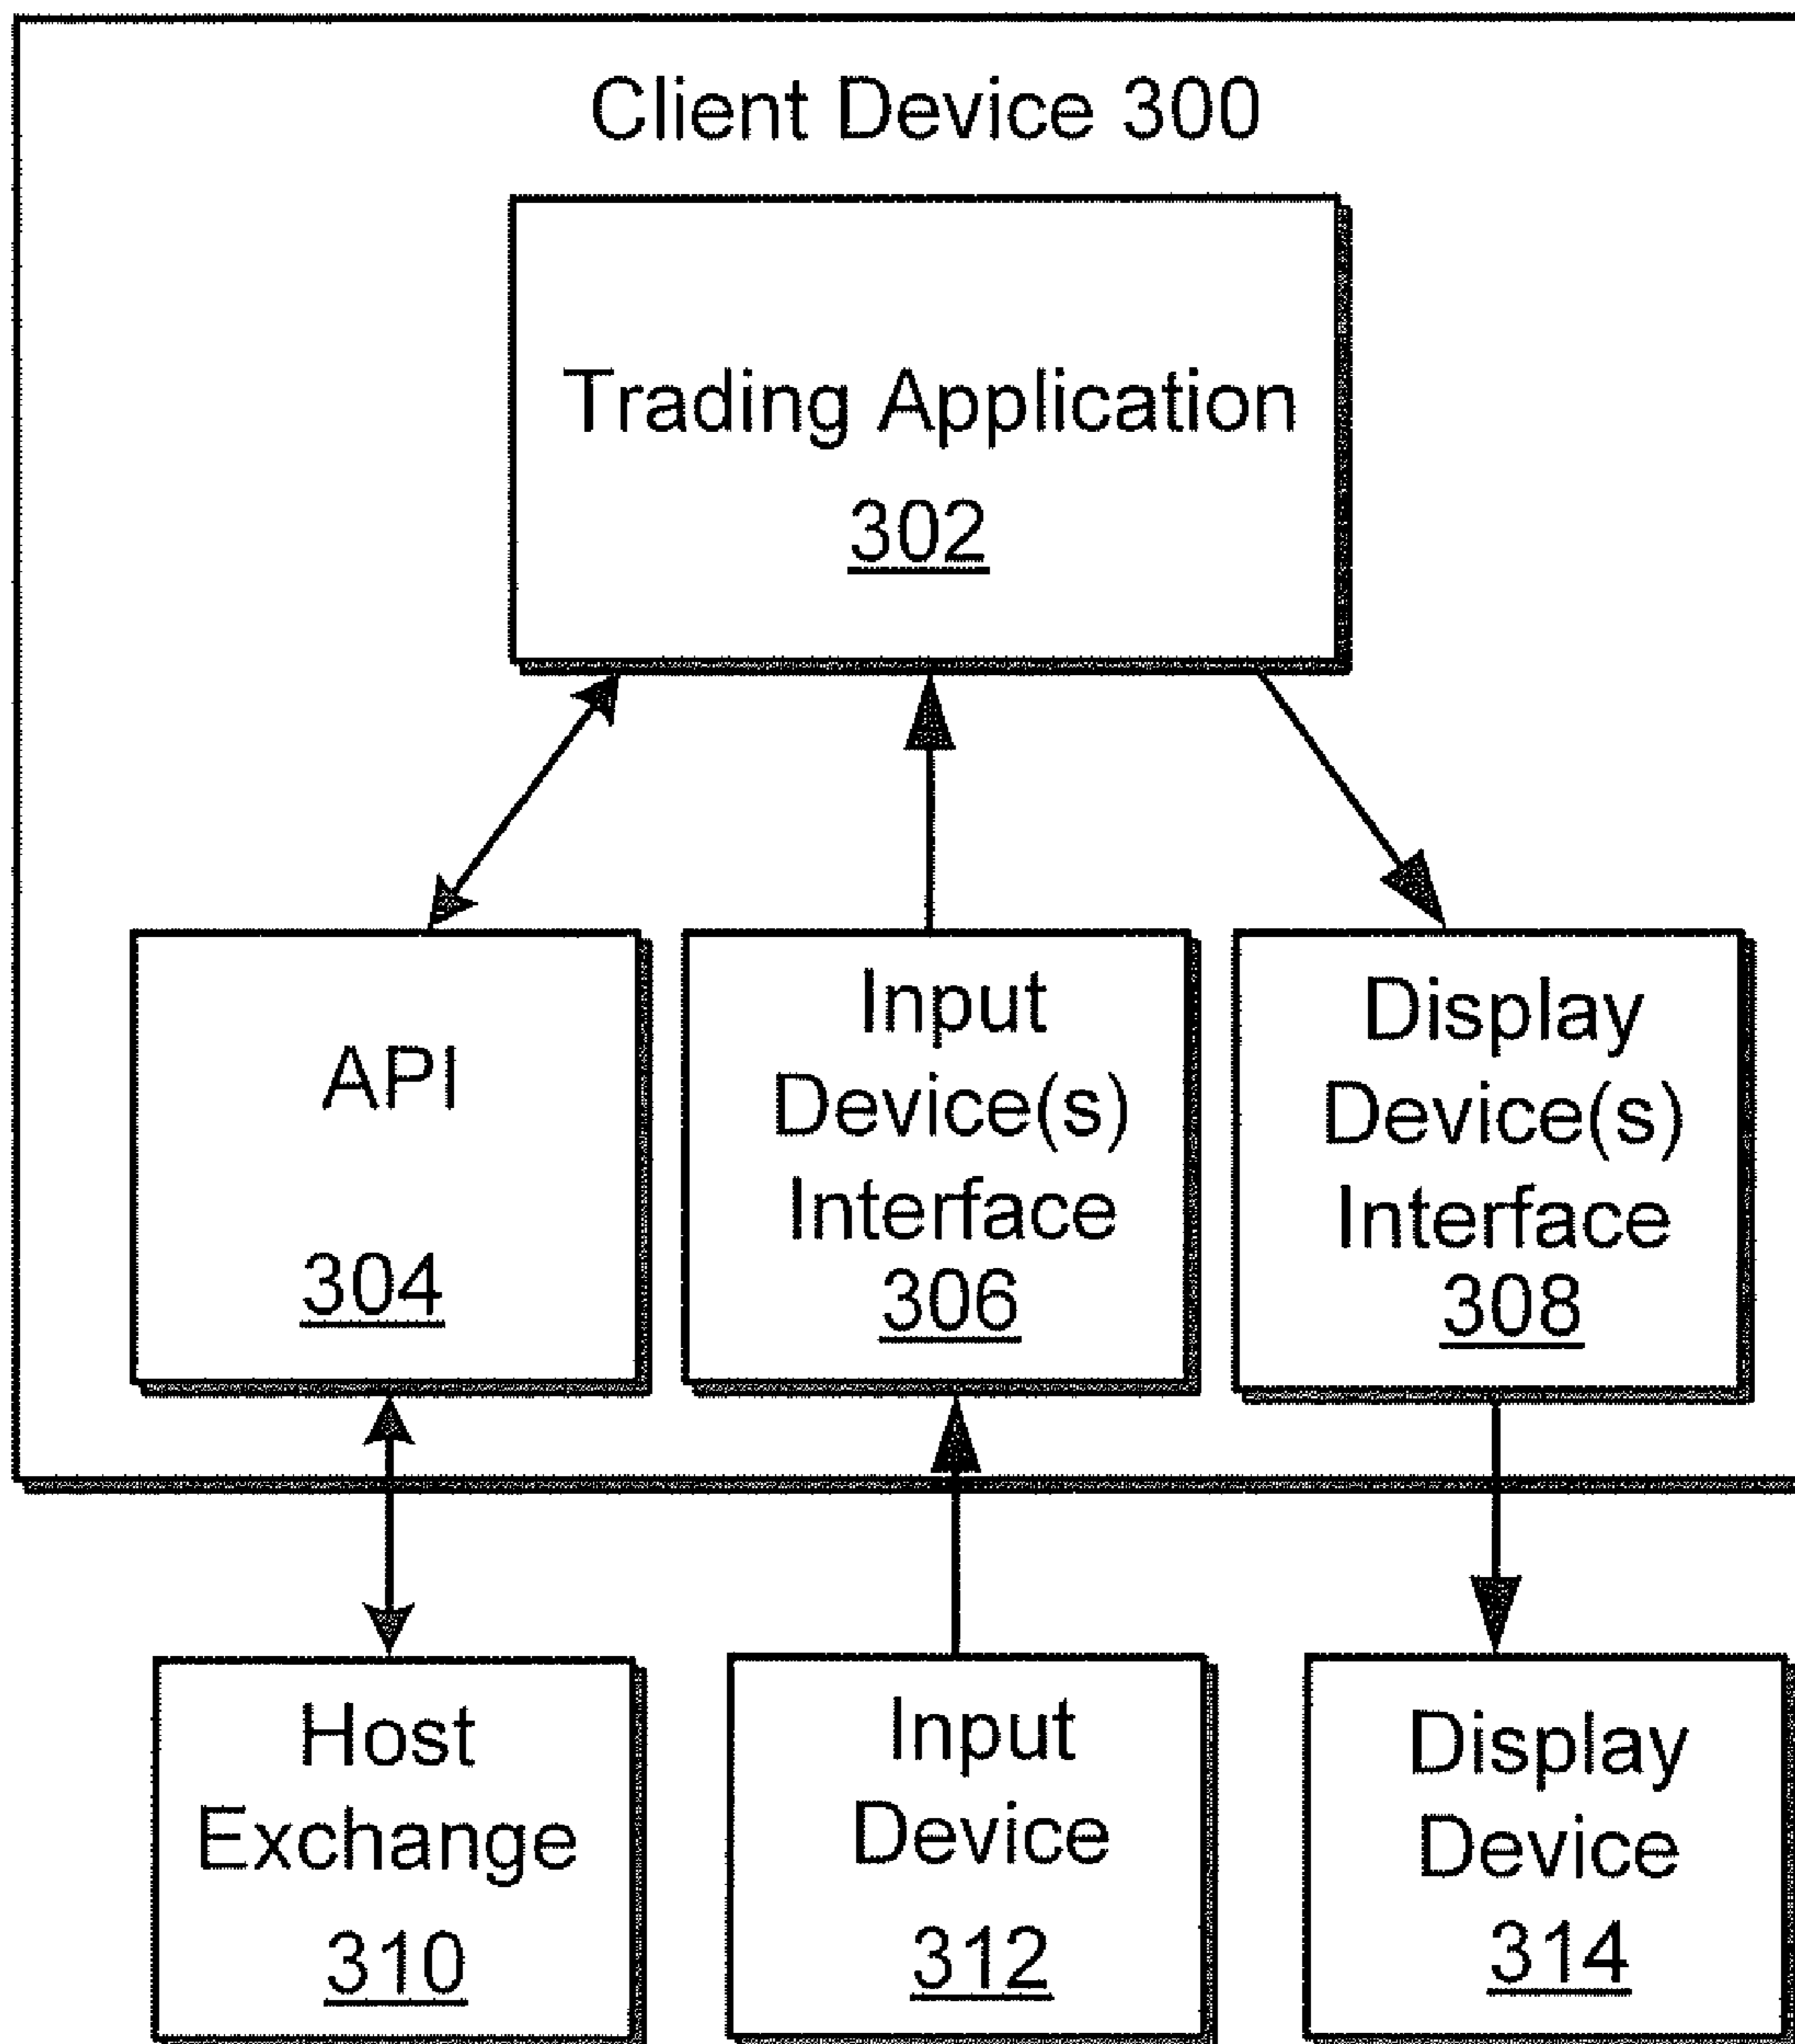 Client Device 300
Trading Application
302
API
304
Input
Device(s)
Interface
306
Display
Device(s)
Interface
308
Host
Exchange
310
Input
Device
312
Display
Device
314